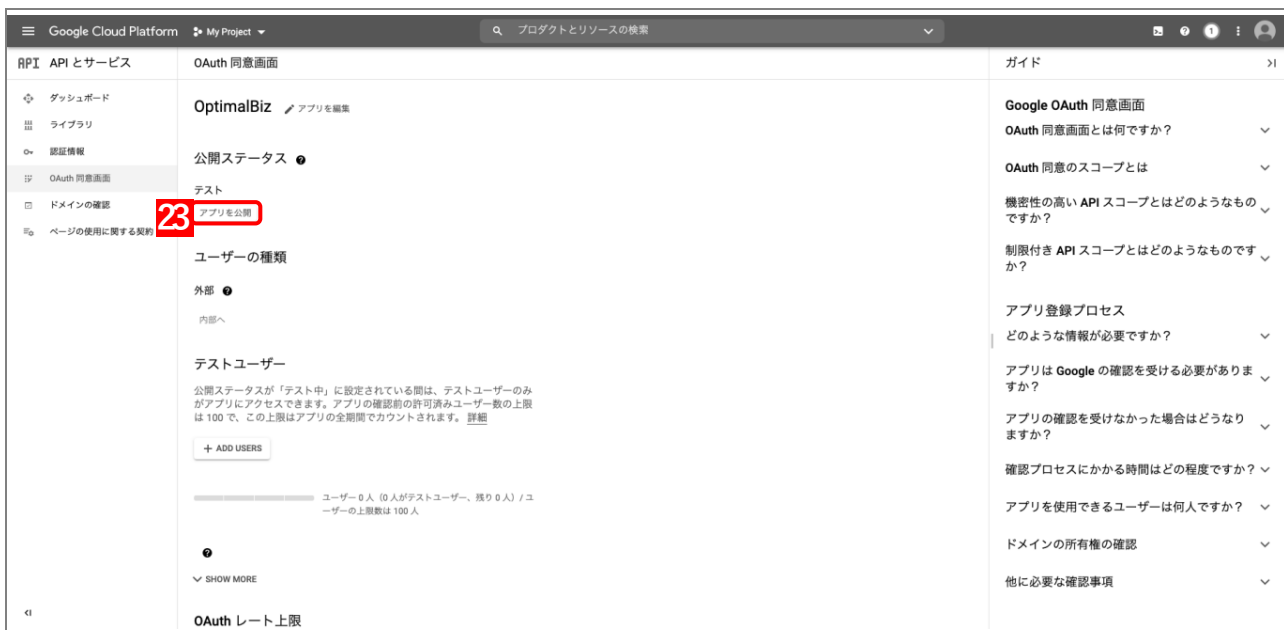 Google Cloud Platform
My Project
プロダクトとリソースの検索
1
API
API とサービス
ダッシュボード
ライブラリ
認証情報
OAuth 同意画面
ドメインの確認
ページの使用に関する契約
OAuth 同意画面
OptimalBiz
アプリを編集
公開ステータス
テスト
23
アプリを公開
ユーザーの種類
外部
内部へ
テストユーザー
公開ステータスが「テスト中」に設定されている間は、テストユーザーのみ
がアプリにアクセスできます。アプリの確認前の許可済みユーザー数の上限
は 100 で、この上限はアプリの全期間でカウントされます。 詳細
+ ADD USERS
ユーザー 0 人（0 人がテストユーザー、残り 0 人）/ ユ
ーザーの上限数は 100 人
SHOW MORE
OAuth レート上限
ガイド
Google OAuth 同意画面
OAuth 同意画面とは何ですか？
OAuth 同意のスコープとは
機密性の高い API スコープとはどのようなもの
ですか？
制限付き API スコープとはどのようなものです
か？
アプリ登録プロセス
どのような情報が必要ですか？
アプリは Google の確認を受ける必要がありま
すか？
アプリの確認を受けなかった場合はどうなり
ますか？
確認プロセスにかかる時間はどの程度ですか？
アプリを使用できるユーザーは何人ですか？
ドメインの所有権の確認
他に必要な確認事項